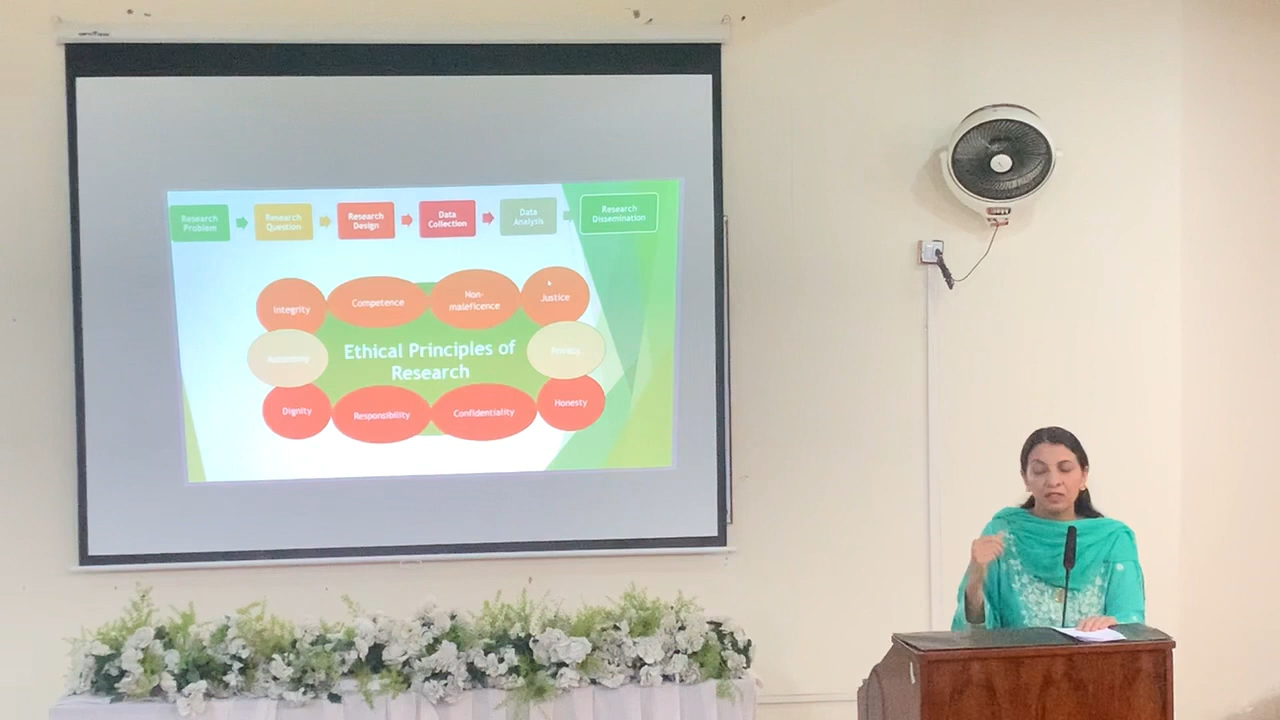 Research
Problem
Research
Question
Research
Design
Data
Collection
Data
Analysis
Research
Dissemination
Integrity
Competence
Non-
maleficence
Justice
Autonomy
Ethical Principles of
Research
Privacy
Dignity
Responsibility
Confidentiality
Honesty